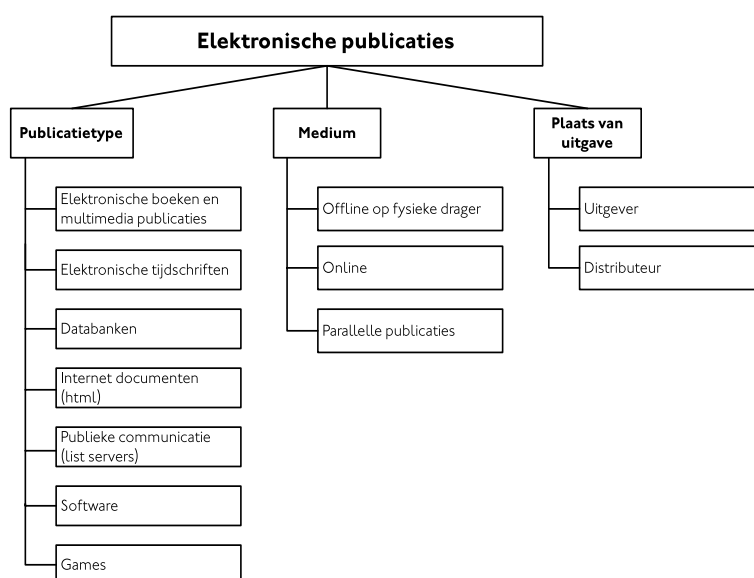 Elektronische publicaties
Publicatietype
Elektronische boeken en
multimedia publicaties
Elektronische tijdschriften
Databanken
Internet documenten
(html)
Publieke communicatie
(list servers)
Software
Games
Medium
Offline op fysieke drager
Online
Parallelle publicaties
Plaats van
uitgave
Uitgever
Distributeur